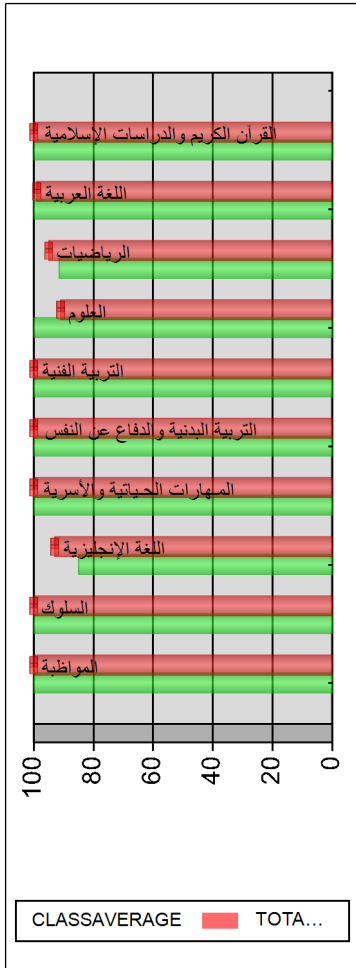 القرآن الكريم والدراسات الإسلامية
اللغة العربية
الرياضيات
العلوم
التربية الفنية
التربية البدنية والدفاع عن النفس
المهارات الحياتية والأسرية
اللغة الإنجليزية
السلوك
المواظبة
100 80 60 40 20 0
CLASSAVERAGE TOTA...